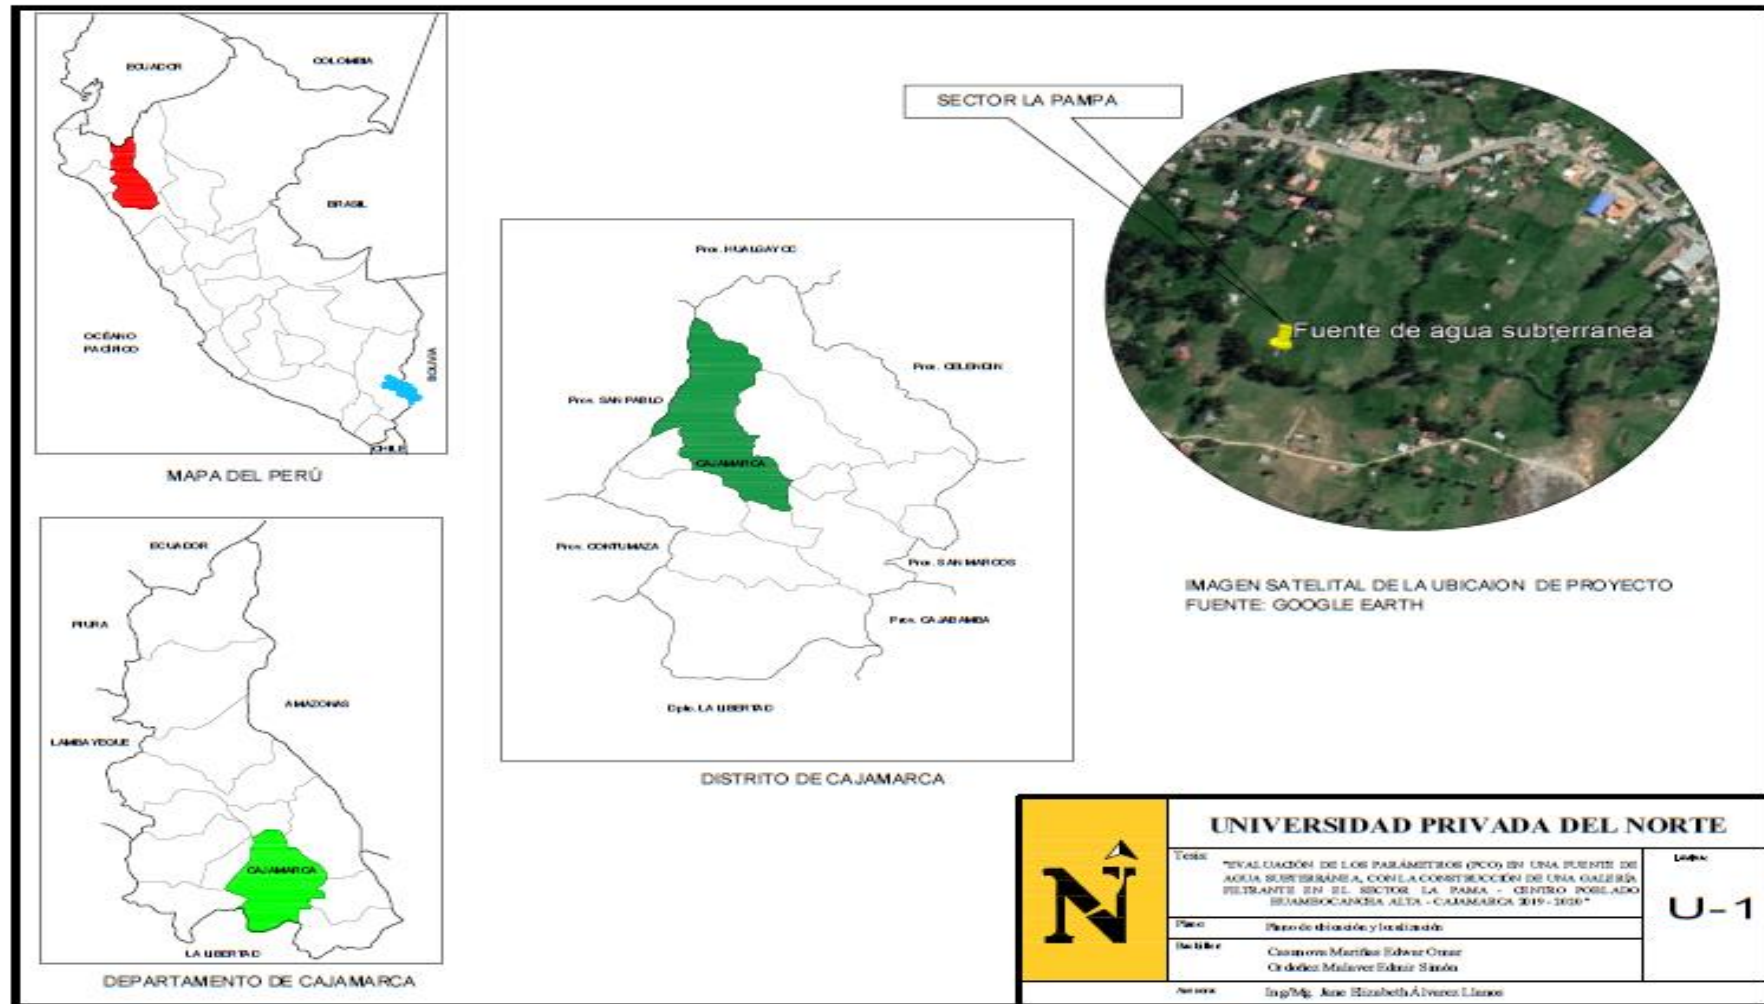 ECUADOR
COLOMBIA
BRASIL
OCÉANO
PACÍFICO
BOLIVIA
CHILE
MAPA DEL PERÚ
ECUADOR
PIURA
AMAZONAS
LAMBAYEQUE
CAJAMARCA
LA LIBERTAD
DEPARTAMENTO DE CAJAMARCA
Prov. HUALGAYOC
Prov. CELENDIN
Prov. SAN PABLO
CAJAMARCA
Prov. CONTUMAZA
Prov. SAN MARCOS
Prov. CAJABAMBA
Dpto. LA LIBERTAD
DISTRITO DE CAJAMARCA
SECTOR LA PAMPA
Fuente de agua subterranea
IMAGEN SATELITAL DE LA UBICAION DE PROYECTO
FUENTE: GOOGLE EARTH
N
UNIVERSIDAD PRIVADA DEL NORTE
Tesis:
"EVALUACIÓN DE LOS PARÁMETROS (PCO) EN UNA FUENTE DE
AGUA SUBTERRÁNEA, CON LA CONSTRUCCIÓN DE UNA GALERÍA
FILTRANTE EN EL SECTOR LA PAMA - CENTRO POBLADO
HUAMBOCANCHA ALTA - CAJAMARCA 2019 - 2020"
Plano: Plano de ubicación y localización
Bachiller: Casanova Mariñas Edwar Omar
Ordoñez Malaver Edmir Simón
Asesora: Ing/Mg. Jane Elizabeth Álvarez Llanos
Lámina:
U-1